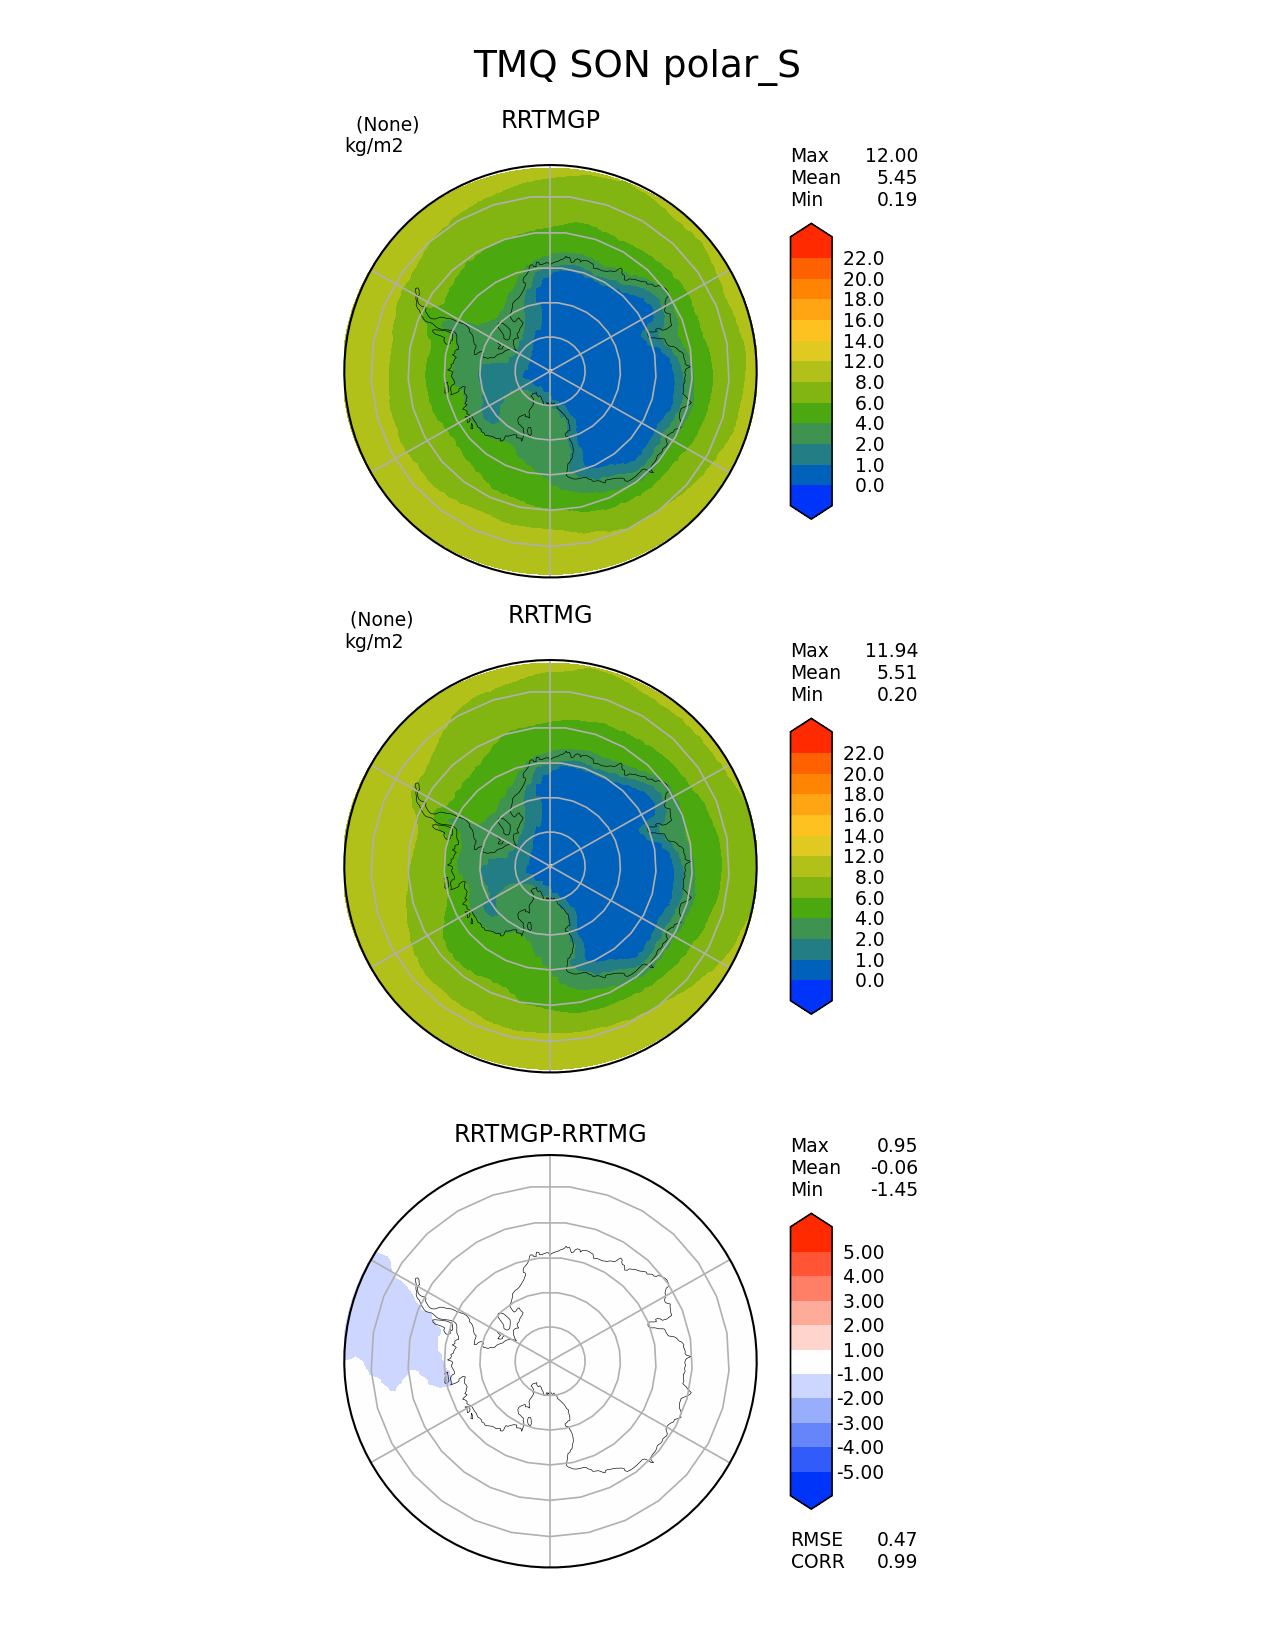 TMQ SON polar_S
RRTMGP
(None)
kg/m2
Max 12.00
Mean 5.45
Min 0.19
22.0
20.0
18.0
16.0
14.0
12.0
8.0
6.0
4.0
2.0
1.0
0.0
RRTMG
(None)
kg/m2
Max 11.94
Mean 5.51
Min 0.20
22.0
20.0
18.0
16.0
14.0
12.0
8.0
6.0
4.0
2.0
1.0
0.0
RRTMGP-RRTMG
Max 0.95
Mean -0.06
Min -1.45
5.00
4.00
3.00
2.00
1.00
-1.00
-2.00
-3.00
-4.00
-5.00
RMSE 0.47
CORR 0.99